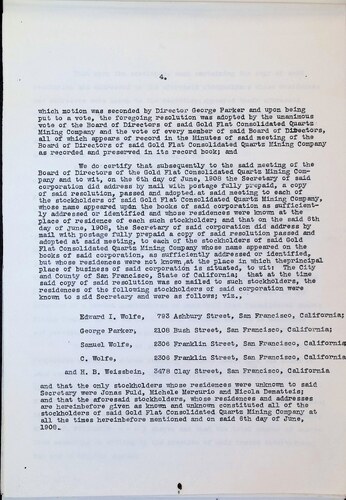 4.
which motion was seconded by Director George Parker and upon being
put to a vote, the foregoing resolution was adopted by the unanimous
vote of the Board of Directors of said Gold Flat Consolidated Quartz
Mining Company and the vote of every member of said Board of Directors,
all of which appears of record in the Minutes of said meeting of the
Board of Directors of said Gold Flat Consolidated Quartz Mining Company
as recorded and preserved in its record book; and
We do certify that subsequently to the said meeting of the
Board of Directors of the Gold Flat Consolidated Quartz Mining Com-
pany and to wit, on the 6th day of June, 1908 the Secretary of said
corporation did address by mail with postage fully prepaid, a copy
of said resolution, passed and adopted at said meeting to each of
the stockholders of said Gold Flat Consolidated Quartz Mining Company,
whose name appeared upon the books of said corporation as sufficient-
ly addressed or identified and whose residences were known at the
place of residence of each such stockholder; and that on the said 8th
day of June, 1908, the Secretary of said corporation did address by
mail with postage fully prepaid a copy of said resolution passed and
adopted at said meeting, to each of the stockholders of said Gold
Flat Consolidated Quartz Mining Company whose name appeared on the
books of said corporation, as sufficiently addressed or identified,
but whose residences were not known at the place in which theprincipal
place of business of said corporation is situated, to wit: The City
and County of San Francisco, State of California; that at the time
said copy of said resolution was so mailed to such stockholders, the
residences of the following stockholders of said corporation were
known to said Secretary and were as follows; viz.,
Edward I. Wolfe, 793 Ashbury Street, San Francisco, California;
George Parker, 2108 Bush Street, San Francisco, California;
Samuel Wolfe, 2306 Franklin Street, San Francisco, California;
C. Wolfe, 2306 Franklin Street, San Francisco, California;
and H. B. Weissbein, 3478 Clay Street, San Francisco, California
and that the only stockholders whose residences were unknown to said
Secretary were Jonas Fuld, Michele Mercurio and Nicola Dematteis;
and that the aforesaid stockholders, whose residences and addresses
are hereinbefore given as known and unknown constituted all of the
stockholders of said Gold Flat Consolidated Quartz Mining Company at
all the times hereinbefore mentioned and on said 8th day of June,
1908.